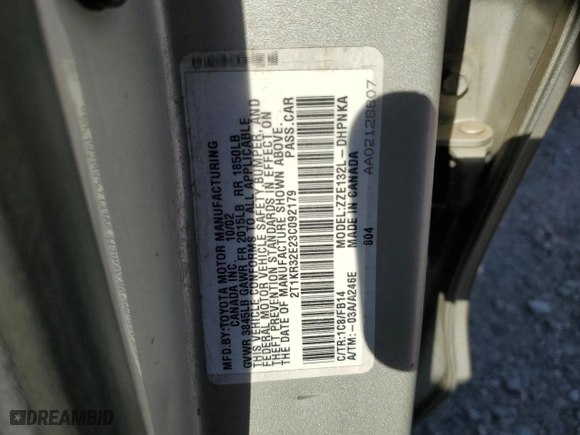 MFD.BY:TOYOTA MOTOR MANUFACTURING
CANADA INC. 10/02
GVWR 3845LB GAWR FR 2015LB RR 1850LB
THIS VEHICLE CONFORMS TO ALL APPLICABLE
FEDERAL MOTOR VEHICLE SAFETY, BUMPER, AND
THEFT PREVENTION STANDARDS IN EFFECT ON
THE DATE OF MANUFACTURE SHOWN ABOVE.
2T1KR32E23C092179 PASS.CAR
C/TR:1C8/FB14 MODEL:ZZE132L-DHPNKA
A/TM:-03A/A246E MADE IN CANADA
804 AA02128807
DREAMBID